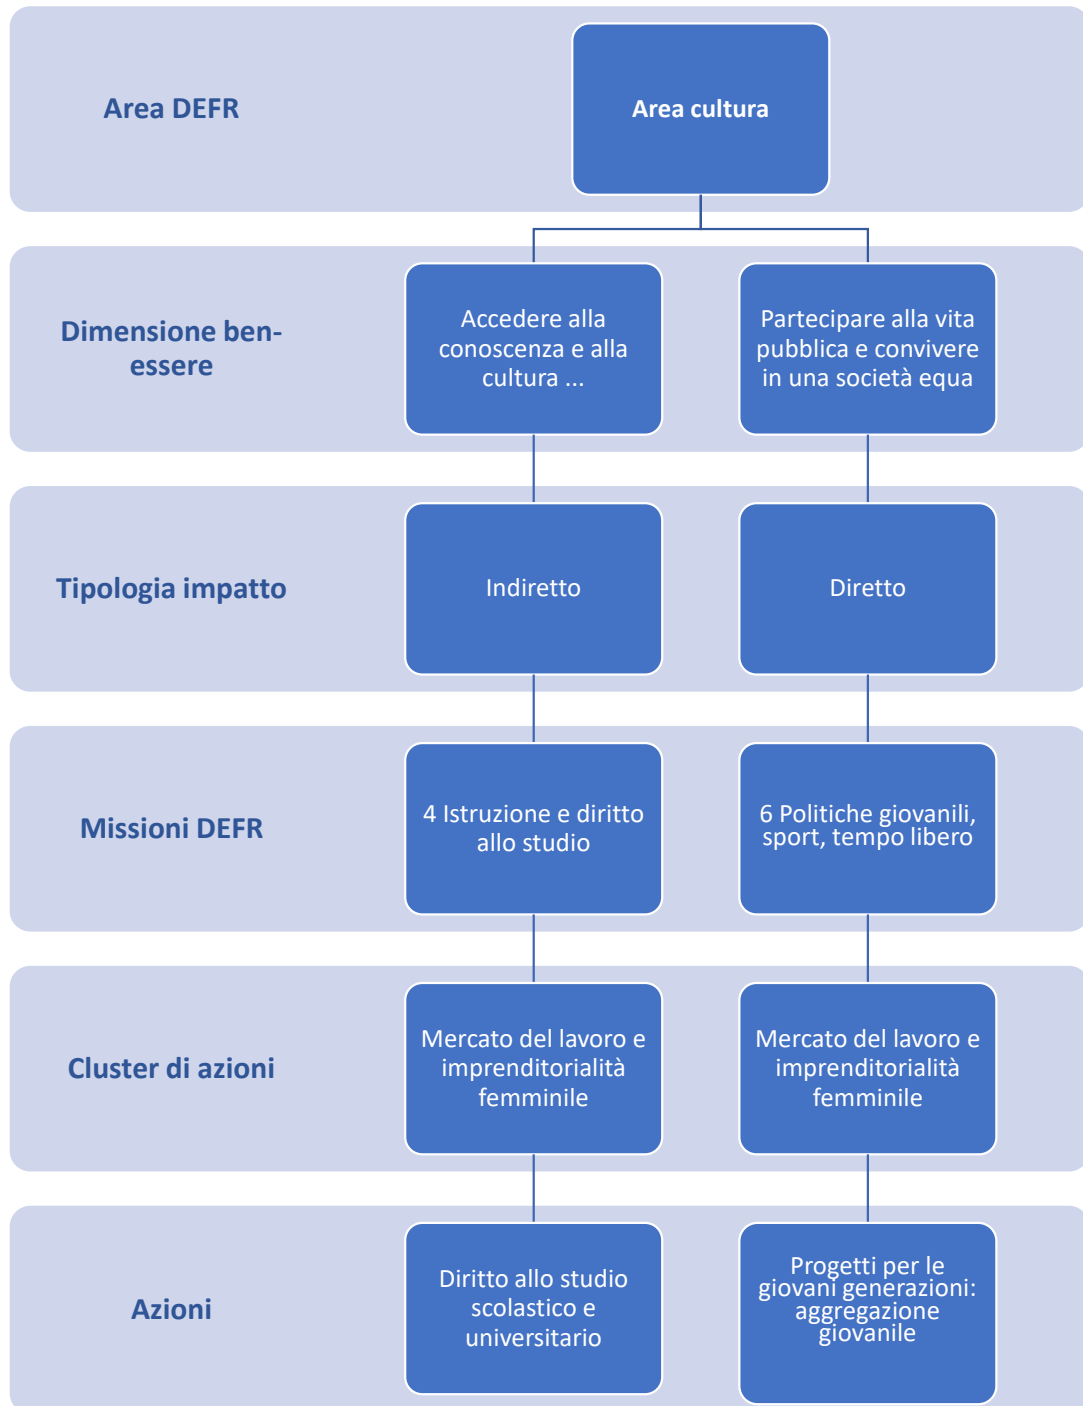 Area DEFR
Area cultura
Dimensione ben-
essere
Accedere alla
conoscenza e alla
cultura ...
Partecipare alla vita
pubblica e convivere
in una società equa
Tipologia impatto
Indiretto
Diretto
Missioni DEFR
4 Istruzione e diritto
allo studio
6 Politiche giovanili,
sport, tempo libero
Cluster di azioni
Mercato del lavoro e
imprenditorialità
femminile
Mercato del lavoro e
imprenditorialità
femminile
Azioni
Diritto allo studio
scolastico e
universitario
Progetti per le
giovani generazioni:
aggregazione
giovanile